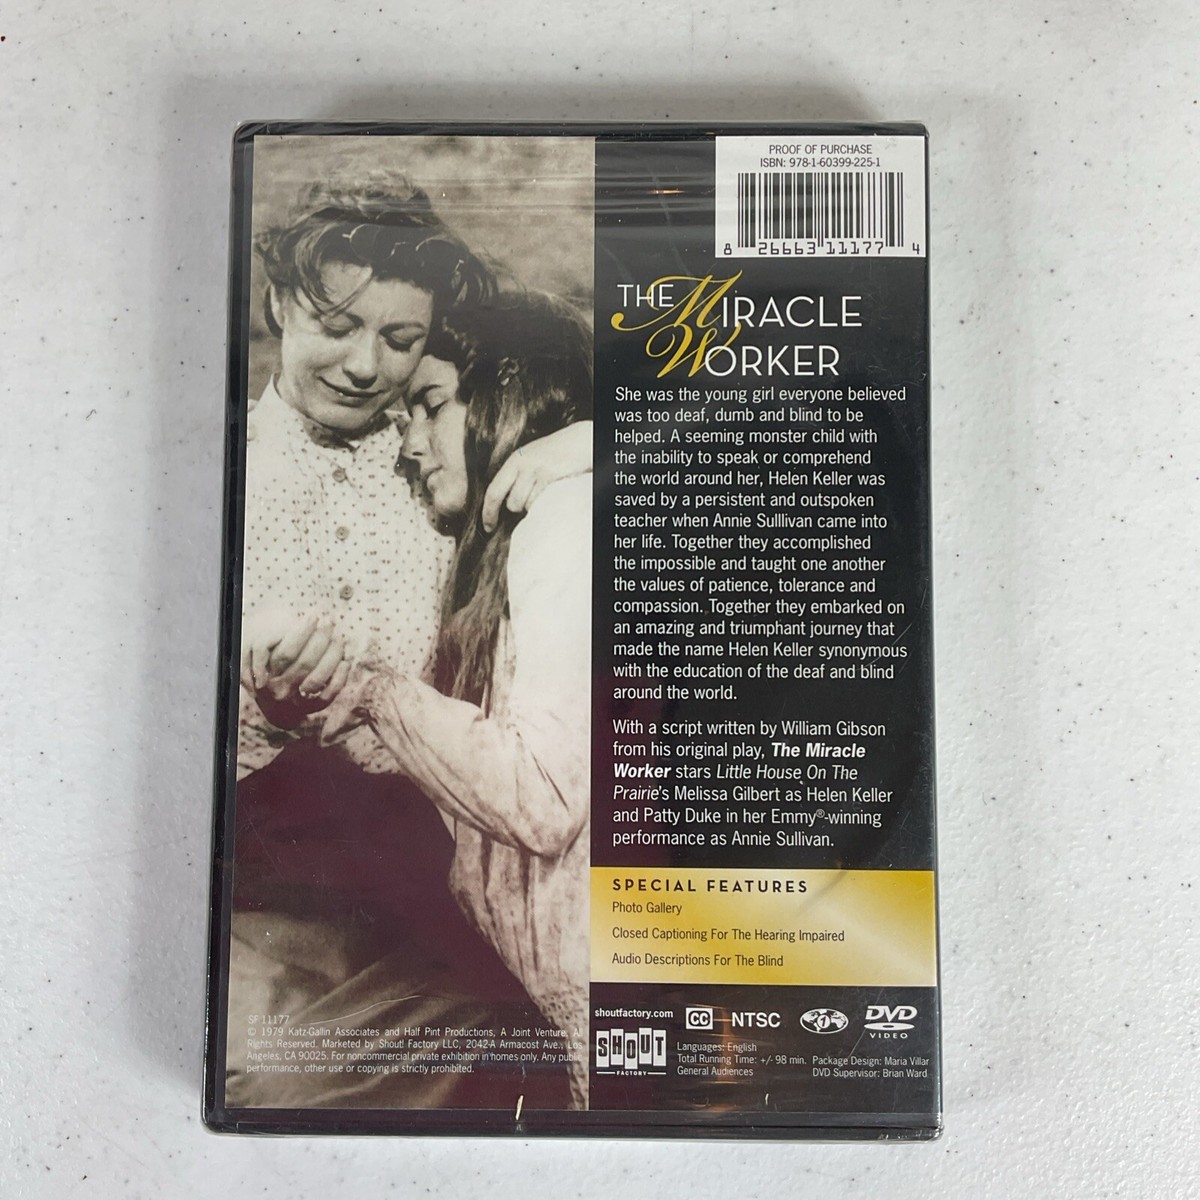 PROOF OF PURCHASE
ISBN: 978-1-60399-225-1
8 26663 11177 4
THE MIRACLE
WORKER
She was the young girl everyone believed
was too deaf, dumb and blind to be
helped. A seeming monster child with
the inability to speak or comprehend
the world around her, Helen Keller was
saved by a persistent and outspoken
teacher when Annie Sulllivan came into
her life. Together they accomplished
the impossible and taught one another
the values of patience, tolerance and
compassion. Together they embarked on
an amazing and triumphant journey that
made the name Helen Keller synonymous
with the education of the deaf and blind
around the world.
With a script written by William Gibson
from his original play, The Miracle
Worker stars Little House On The
Prairie's Melissa Gilbert as Helen Keller
and Patty Duke in her Emmy®-winning
performance as Annie Sullivan.
SPECIAL FEATURES
Photo Gallery
Closed Captioning For The Hearing Impaired
Audio Descriptions For The Blind
SF 11177
© 1979 Katz-Gallin Associates and Half Pint Productions, A Joint Venture. All
Rights Reserved. Marketed by Shout! Factory LLC, 2042-A Armacost Ave., Los
Angeles, CA 90025. For noncommercial private exhibition in homes only. Any public
performance, other use or copying is strictly prohibited.
shoutfactory.com
SHOUT
FACTORY
CC NTSC 1 DVD
VIDEO
Languages: English
Total Running Time: +/- 98 min.
General Audiences
Package Design: Maria Villar
DVD Supervisor: Brian Ward